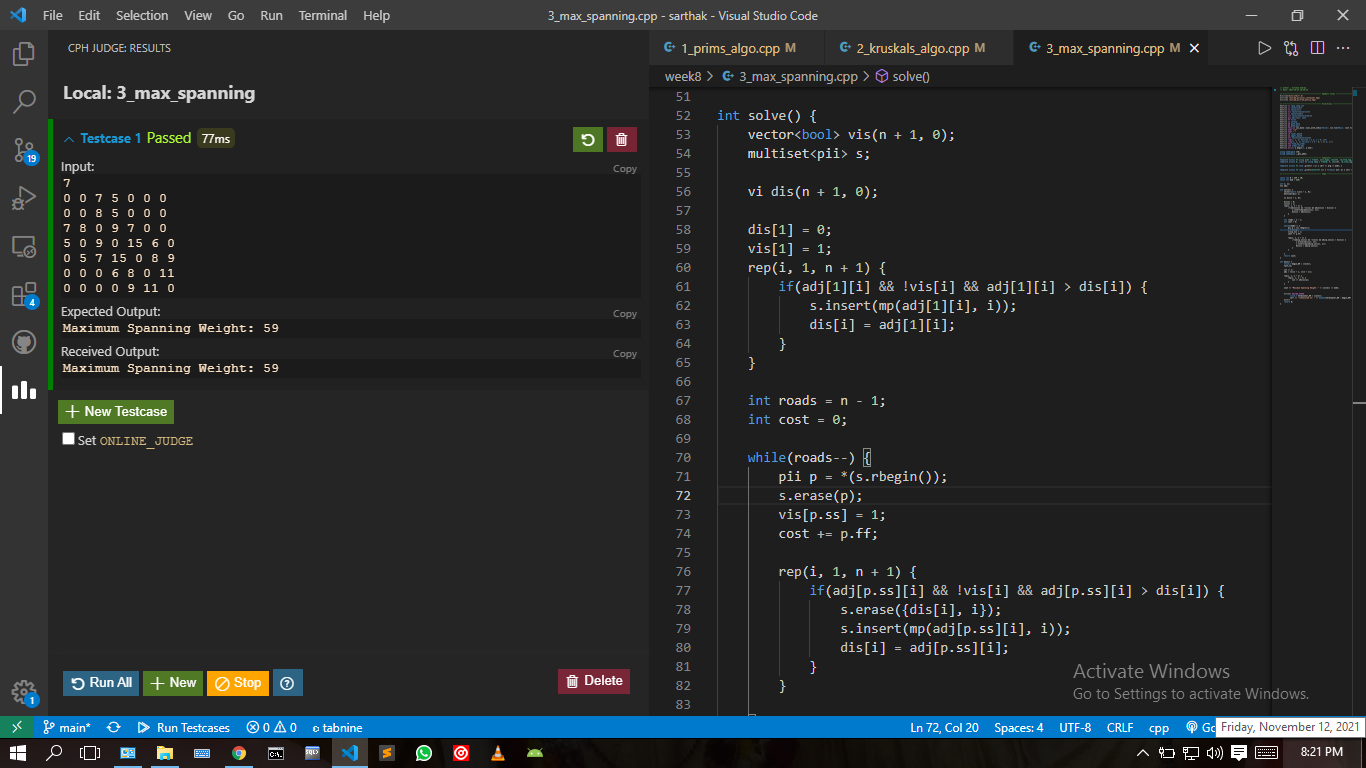 File Edit Selection View Go Run Terminal Help
3_max_spanning.cpp - sarthak - Visual Studio Code
CPH JUDGE: RESULTS
Local: 3_max_spanning
Testcase 1 Passed 77ms
Input:
Copy
7
0 0 7 5 0 0 0
0 0 8 5 0 0 0
7 8 0 9 7 0 0
5 0 9 0 15 6 0
0 5 7 15 0 8 9
0 0 0 6 8 0 11
0 0 0 0 9 11 0
Expected Output:
Copy
Maximum Spanning Weight: 59
Received Output:
Copy
Maximum Spanning Weight: 59
New Testcase
Set ONLINE_JUDGE
Run All
New
Stop
Delete
19
4
1
1_prims_algo.cpp M
2_kruskals_algo.cpp M
3_max_spanning.cpp M
week8 > 3_max_spanning.cpp > solve()
51
52 int solve() {
53 vector<bool> vis(n + 1, 0);
54 multiset<pii> s;
55
56 vi dis(n + 1, 0);
57
58 dis[1] = 0;
59 vis[1] = 1;
60 rep(i, 1, n + 1) {
61 if(adj[1][i] && !vis[i] && adj[1][i] > dis[i]) {
62 s.insert(mp(adj[1][i], i));
63 dis[i] = adj[1][i];
64 }
65 }
66
67 int roads = n - 1;
68 int cost = 0;
69
70 while(roads--) {
71 pii p = *(s.rbegin());
72 s.erase(p);
73 vis[p.ss] = 1;
74 cost += p.ff;
75
76 rep(i, 1, n + 1) {
77 if(adj[p.ss][i] && !vis[i] && adj[p.ss][i] > dis[i]) {
78 s.erase({dis[i], i});
79 s.insert(mp(adj[p.ss][i], i));
80 dis[i] = adj[p.ss][i];
81 }
82 }
83
Activate Windows
Go to Settings to activate Windows.
main* Run Testcases 0 0 tabnine
Ln 72, Col 20 Spaces: 4 UTF-8 CRLF cpp Go
Friday, November 12, 2021
8:21 PM